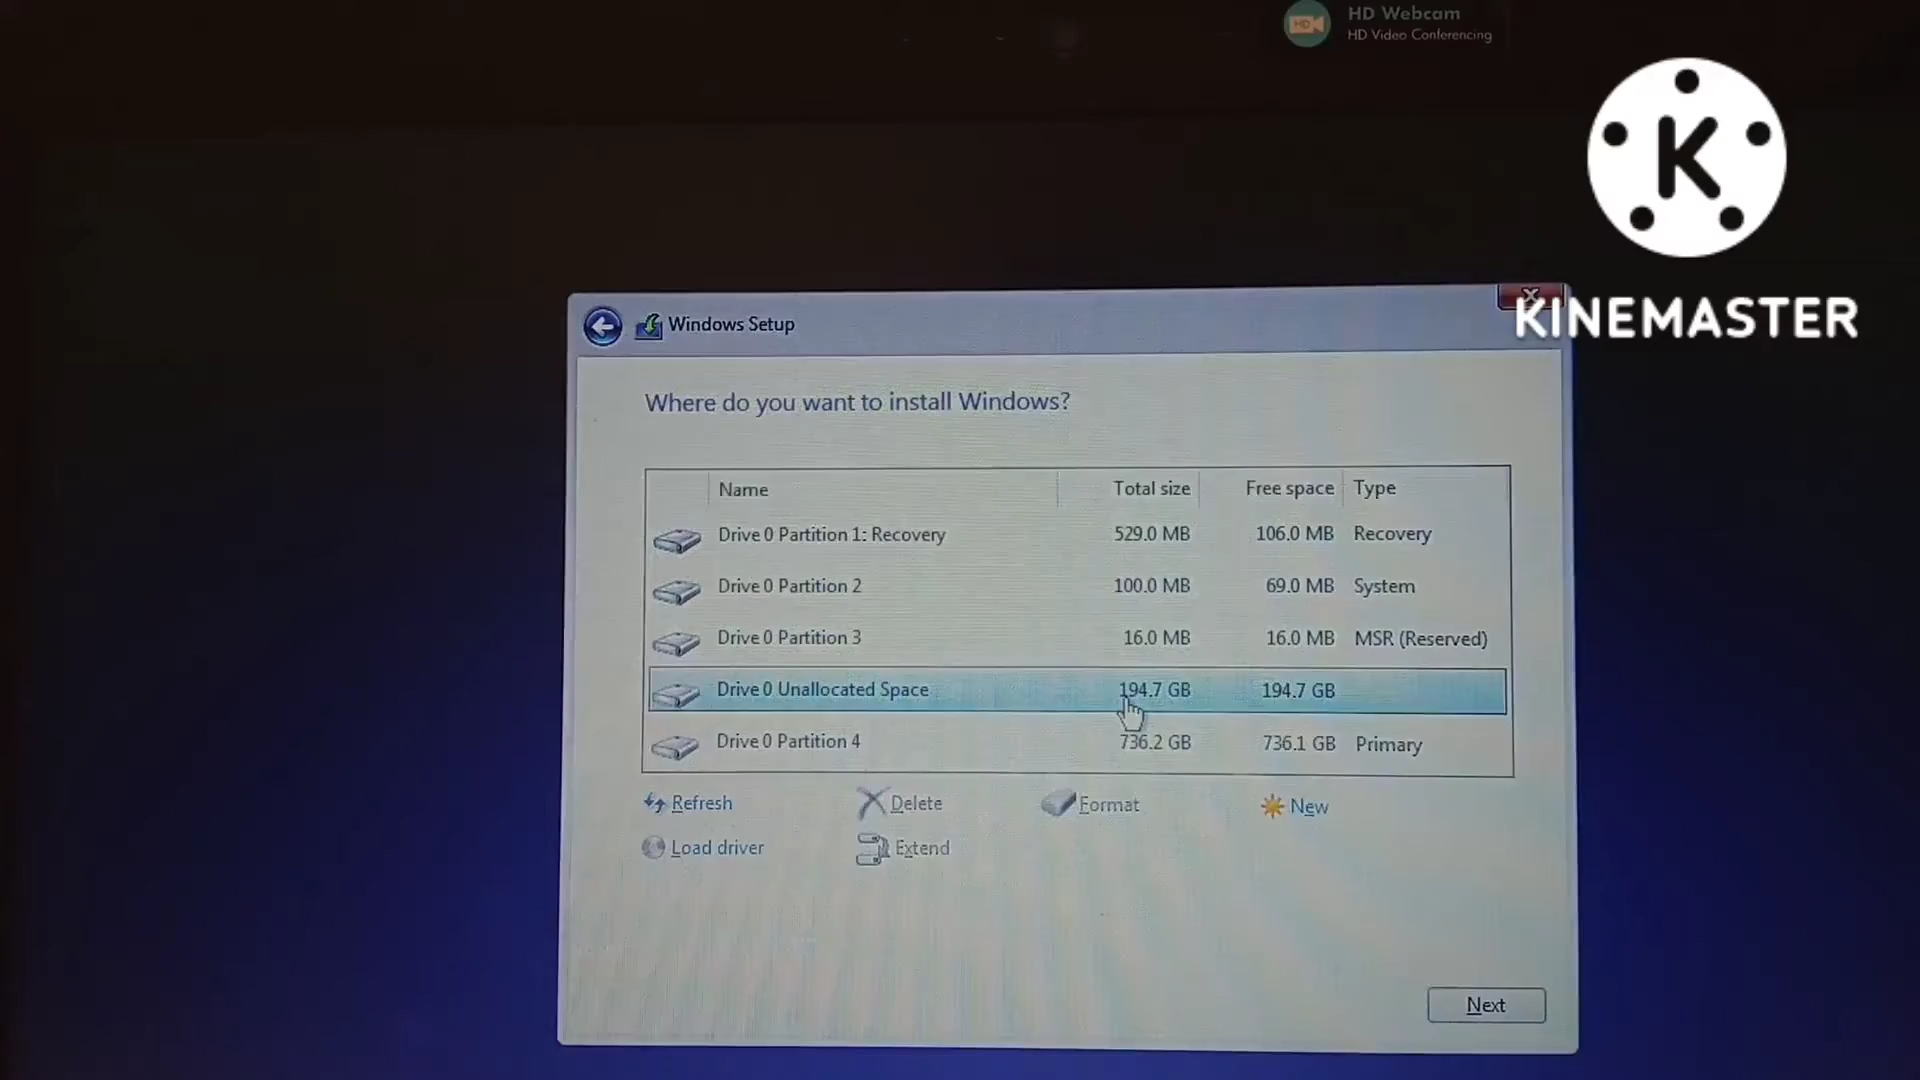 HD Webcam
HD
HD Video Conferencing
K
KINEMASTER
Windows Setup
Where do you want to install Windows?
Name Total size Free space Type
Drive 0 Partition 1: Recovery 529.0 MB 106.0 MB Recovery
Drive 0 Partition 2 100.0 MB 69.0 MB System
Drive 0 Partition 3 16.0 MB 16.0 MB MSR (Reserved)
Drive 0 Unallocated Space 194.7 GB 194.7 GB
Drive 0 Partition 4 736.2 GB 736.1 GB Primary
Refresh Delete Format New
Load driver Extend
Next